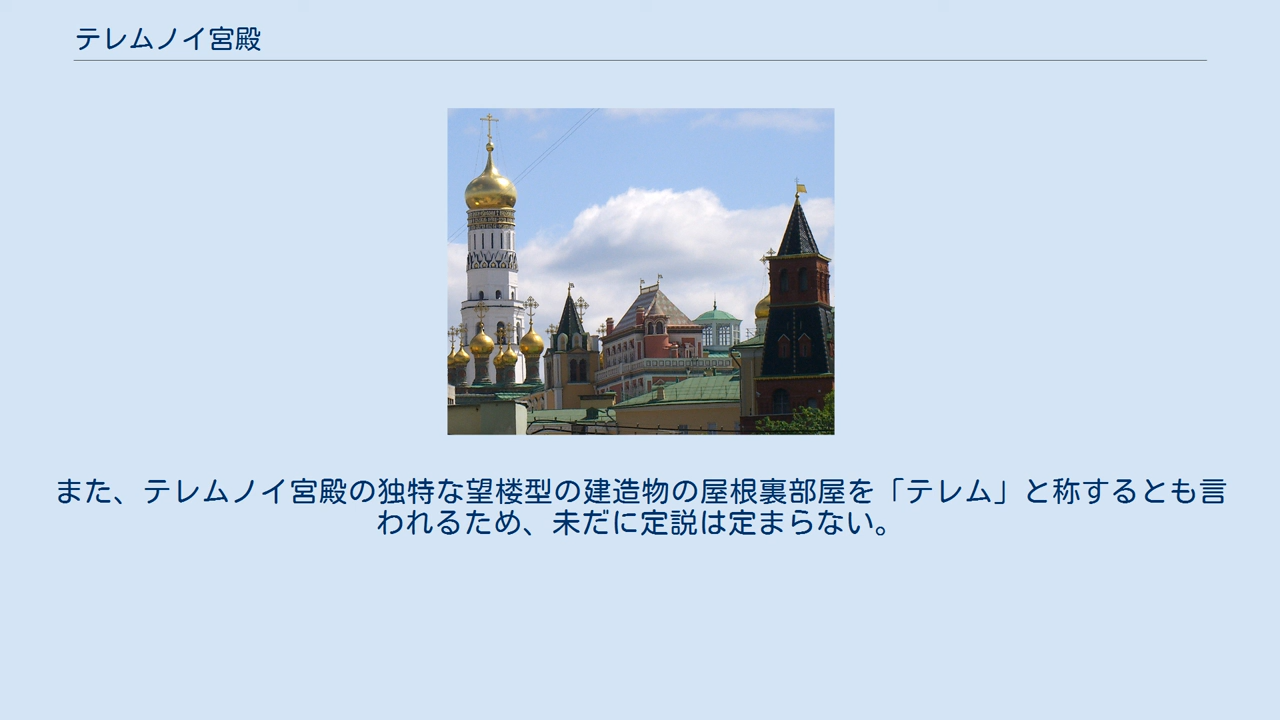 テレムノイ宮殿
また、テレムノイ宮殿の独特な望楼型の建造物の屋根裏部屋を「テレム」と称するとも言
われるため、未だに定説は定まらない。